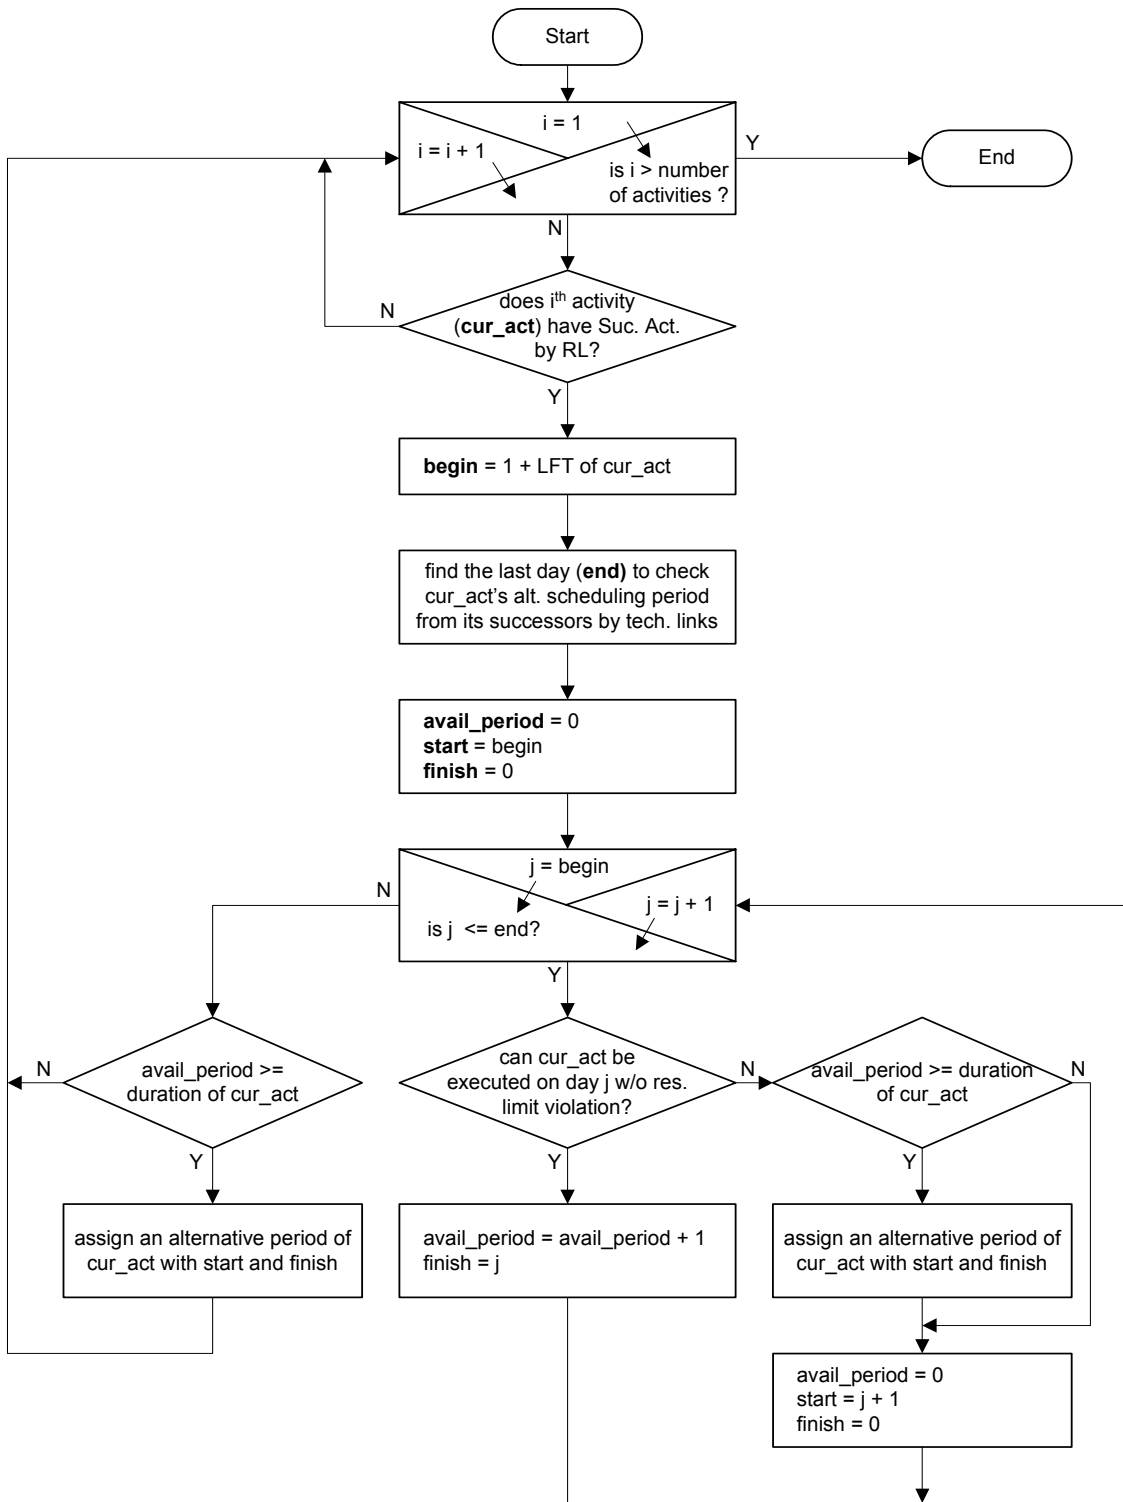 Start
i = 1
i = i + 1
is i > number
of activities ?
Y
End
N
does iᵗʰ activity
(cur_act) have Suc. Act.
by RL?
N
Y
begin = 1 + LFT of cur_act
find the last day (end) to check
cur_act's alt. scheduling period
from its successors by tech. links
avail_period = 0
start = begin
finish = 0
j = begin
j = j + 1
is j <= end?
N
Y
avail_period >=
duration of cur_act
N
Y
can cur_act be
executed on day j w/o res.
limit violation?
N
Y
avail_period >= duration
of cur_act
N
Y
assign an alternative period of
cur_act with start and finish
avail_period = avail_period + 1
finish = j
assign an alternative period of
cur_act with start and finish
avail_period = 0
start = j + 1
finish = 0